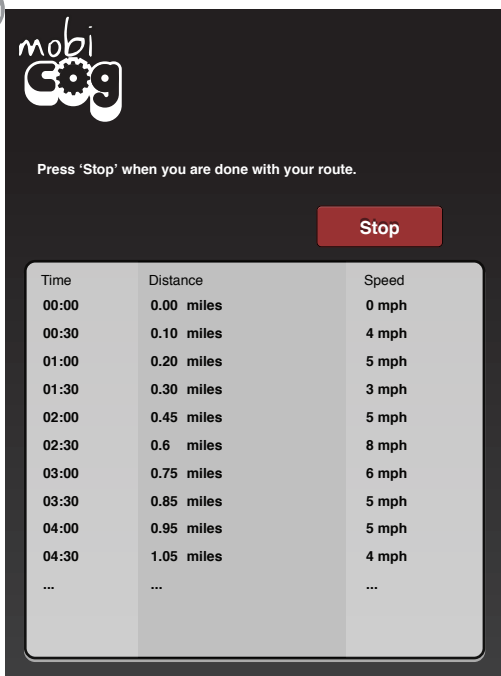 mobi
cog
Press ‘Stop’ when you are done with your route.
Stop
Time Distance Speed
00:00 0.00 miles 0 mph
00:30 0.10 miles 4 mph
01:00 0.20 miles 5 mph
01:30 0.30 miles 3 mph
02:00 0.45 miles 5 mph
02:30 0.6 miles 8 mph
03:00 0.75 miles 6 mph
03:30 0.85 miles 5 mph
04:00 0.95 miles 5 mph
04:30 1.05 miles 4 mph
... ... ...